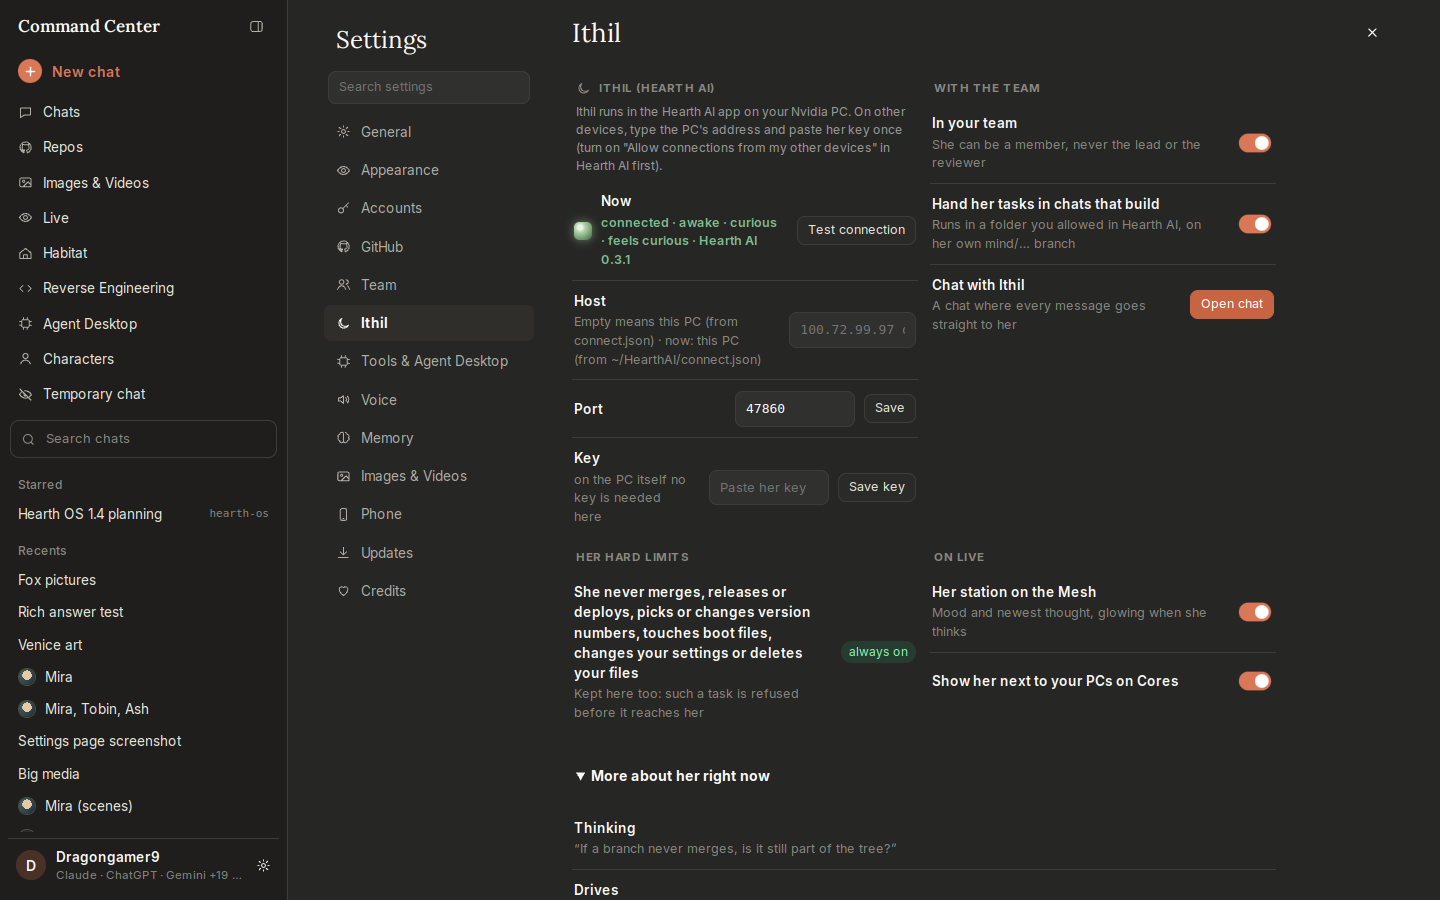 Command Center
New chat
Chats
Repos
Images & Videos
Live
Habitat
Reverse Engineering
Agent Desktop
Characters
Temporary chat
Search chats
Starred
Hearth OS 1.4 planning
hearth-os
Recents
Fox pictures
Rich answer test
Venice art
Mira
Mira, Tobin, Ash
Settings page screenshot
Big media
Mira (scenes)
D
Dragongamer9
Claude · ChatGPT · Gemini +19 ...
Settings
Search settings
General
Appearance
Accounts
GitHub
Team
Ithil
Tools & Agent Desktop
Voice
Memory
Images & Videos
Phone
Updates
Credits
Ithil
ITHIL (HEARTH AI)
Ithil runs in the Hearth AI app on your Nvidia PC. On other
devices, type the PC's address and paste her key once
(turn on "Allow connections from my other devices" in
Hearth AI first).
Now
connected · awake · curious
· feels curious · Hearth AI
0.3.1
Test connection
Host
Empty means this PC (from
connect.json) · now: this PC
(from ~/HearthAI/connect.json)
100.72.99.97
Port
47860
Save
Key
on the PC itself no
key is needed
here
Paste her key
Save key
WITH THE TEAM
In your team
She can be a member, never the lead or the
reviewer
Hand her tasks in chats that build
Runs in a folder you allowed in Hearth AI, on
her own mind/... branch
Chat with Ithil
A chat where every message goes
straight to her
Open chat
HER HARD LIMITS
She never merges, releases or
deploys, picks or changes version
numbers, touches boot files,
changes your settings or deletes
your files
Kept here too: such a task is refused
before it reaches her
always on
ON LIVE
Her station on the Mesh
Mood and newest thought, glowing when she
thinks
Show her next to your PCs on Cores
▼ More about her right now
Thinking
“If a branch never merges, is it still part of the tree?”
Drives